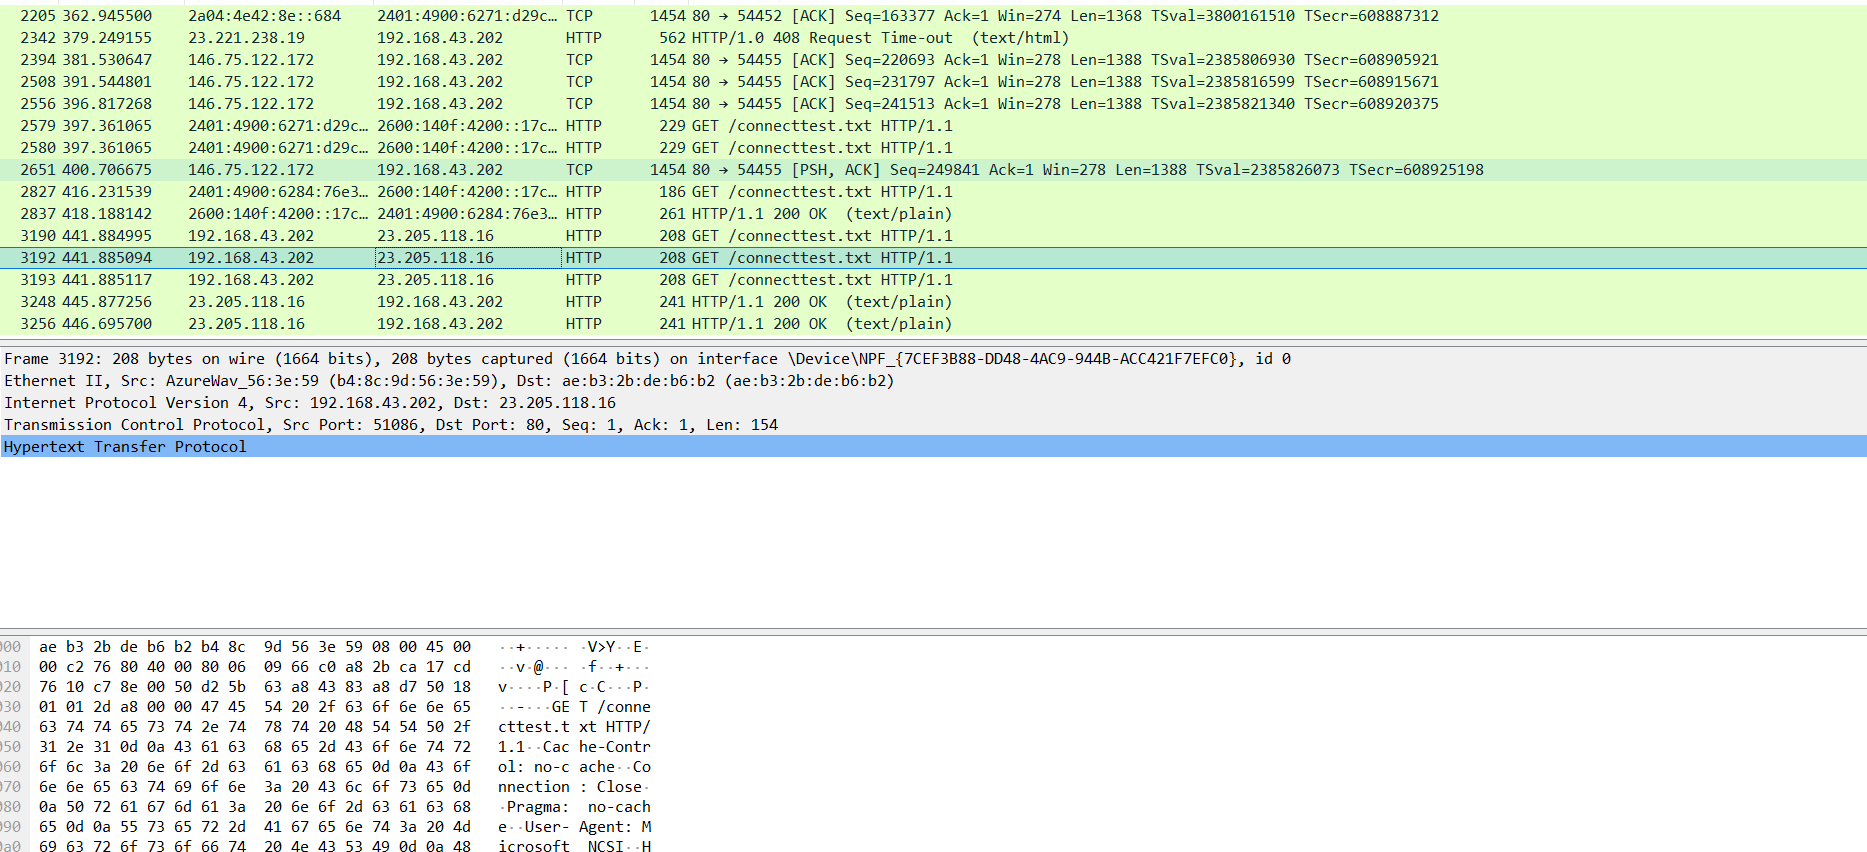 2205 362.945500 2a04:4e42:8e::684 2401:4900:6271:d29c… TCP 1454 80 → 54452 [ACK] Seq=163377 Ack=1 Win=274 Len=1368 TSval=3800161510 TSecr=608887312
2342 379.249155 23.221.238.19 192.168.43.202 HTTP 562 HTTP/1.0 408 Request Time-out (text/html)
2394 381.530647 146.75.122.172 192.168.43.202 TCP 1454 80 → 54455 [ACK] Seq=220693 Ack=1 Win=278 Len=1388 TSval=2385806930 TSecr=608905921
2508 391.544801 146.75.122.172 192.168.43.202 TCP 1454 80 → 54455 [ACK] Seq=231797 Ack=1 Win=278 Len=1388 TSval=2385816599 TSecr=608915671
2556 396.817268 146.75.122.172 192.168.43.202 TCP 1454 80 → 54455 [ACK] Seq=241513 Ack=1 Win=278 Len=1388 TSval=2385821340 TSecr=608920375
2579 397.361065 2401:4900:6271:d29c… 2600:140f:4200::17c… HTTP 229 GET /connecttest.txt HTTP/1.1
2580 397.361065 2401:4900:6271:d29c… 2600:140f:4200::17c… HTTP 229 GET /connecttest.txt HTTP/1.1
2651 400.706675 146.75.122.172 192.168.43.202 TCP 1454 80 → 54455 [PSH, ACK] Seq=249841 Ack=1 Win=278 Len=1388 TSval=2385826073 TSecr=608925198
2827 416.231539 2401:4900:6284:76e3… 2600:140f:4200::17c… HTTP 186 GET /connecttest.txt HTTP/1.1
2837 418.188142 2600:140f:4200::17c… 2401:4900:6284:76e3… HTTP 261 HTTP/1.1 200 OK (text/plain)
3190 441.884995 192.168.43.202 23.205.118.16 HTTP 208 GET /connecttest.txt HTTP/1.1
3192 441.885094 192.168.43.202 23.205.118.16 HTTP 208 GET /connecttest.txt HTTP/1.1
3193 441.885117 192.168.43.202 23.205.118.16 HTTP 208 GET /connecttest.txt HTTP/1.1
3248 445.877256 23.205.118.16 192.168.43.202 HTTP 241 HTTP/1.1 200 OK (text/plain)
3256 446.695700 23.205.118.16 192.168.43.202 HTTP 241 HTTP/1.1 200 OK (text/plain)
Frame 3192: 208 bytes on wire (1664 bits), 208 bytes captured (1664 bits) on interface \Device\NPF_{7CEF3B88-DD48-4AC9-944B-ACC421F7EFC0}, id 0
Ethernet II, Src: AzureWav_56:3e:59 (b4:8c:9d:56:3e:59), Dst: ae:b3:2b:de:b6:b2 (ae:b3:2b:de:b6:b2)
Internet Protocol Version 4, Src: 192.168.43.202, Dst: 23.205.118.16
Transmission Control Protocol, Src Port: 51086, Dst Port: 80, Seq: 1, Ack: 1, Len: 154
Hypertext Transfer Protocol
000 ae b3 2b de b6 b2 b4 8c 9d 56 3e 59 08 00 45 00 ··+····· ·V>Y··E·
010 00 c2 76 80 40 00 80 06 09 66 c0 a8 2b ca 17 cd ··v·@··· ·f··+···
020 76 10 c7 8e 00 50 d2 5b 63 a8 43 83 a8 d7 50 18 v····P·[ c·C···P·
030 01 01 2d a8 00 00 47 45 54 20 2f 63 6f 6e 6e 65 ··-···GE T /conne
040 63 74 74 65 73 74 2e 74 78 74 20 48 54 54 50 2f cttest.t xt HTTP/
050 31 2e 31 0d 0a 43 61 63 68 65 2d 43 6f 6e 74 72 1.1··Cac he-Contr
060 6f 6c 3a 20 6e 6f 2d 63 61 63 68 65 0d 0a 43 6f ol: no-c ache··Co
070 6e 6e 65 63 74 69 6f 6e 3a 20 43 6c 6f 73 65 0d nnection : Close·
080 0a 50 72 61 67 6d 61 3a 20 6e 6f 2d 63 61 63 68 ·Pragma: no-cach
090 65 0d 0a 55 73 65 72 2d 41 67 65 6e 74 3a 20 4d e··User- Agent: M
0a0 69 63 72 6f 73 6f 66 74 20 4e 43 53 49 0d 0a 48 icrosoft NCSI··H